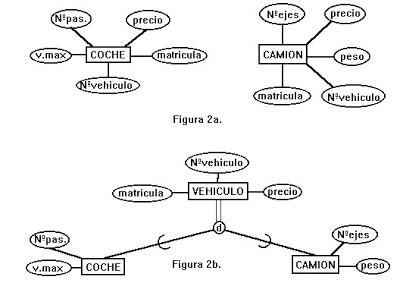 Nºpas.
precio
v.max
COCHE
matricula
Nºvehiculo
Nºejes
precio
CAMION
peso
matricula
Nºvehiculo
Figura 2a.
Nºvehiculo
matricula
VEHICULO
precio
d
Nºpas.
v.max
COCHE
Figura 2b.
Nºejes
CAMION
peso